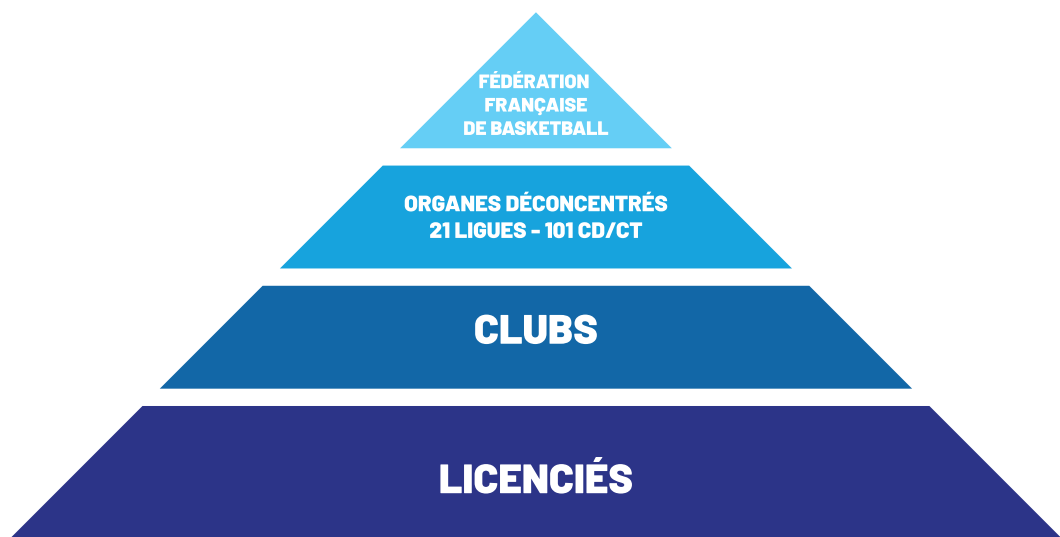 FÉDÉRATION
FRANÇAISE
DE BASKETBALL
ORGANES DÉCONCENTRÉS
21 LIGUES - 101 CD/CT
CLUBS
LICENCIÉS